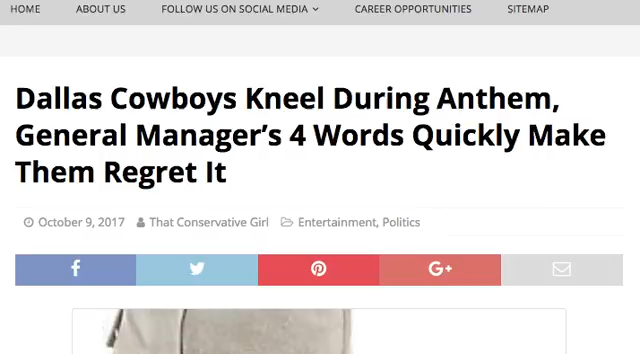 HOME ABOUT US FOLLOW US ON SOCIAL MEDIA CAREER OPPORTUNITIES SITEMAP
Dallas Cowboys Kneel During Anthem,
General Manager's 4 Words Quickly Make
Them Regret It
October 9, 2017 That Conservative Girl Entertainment, Politics